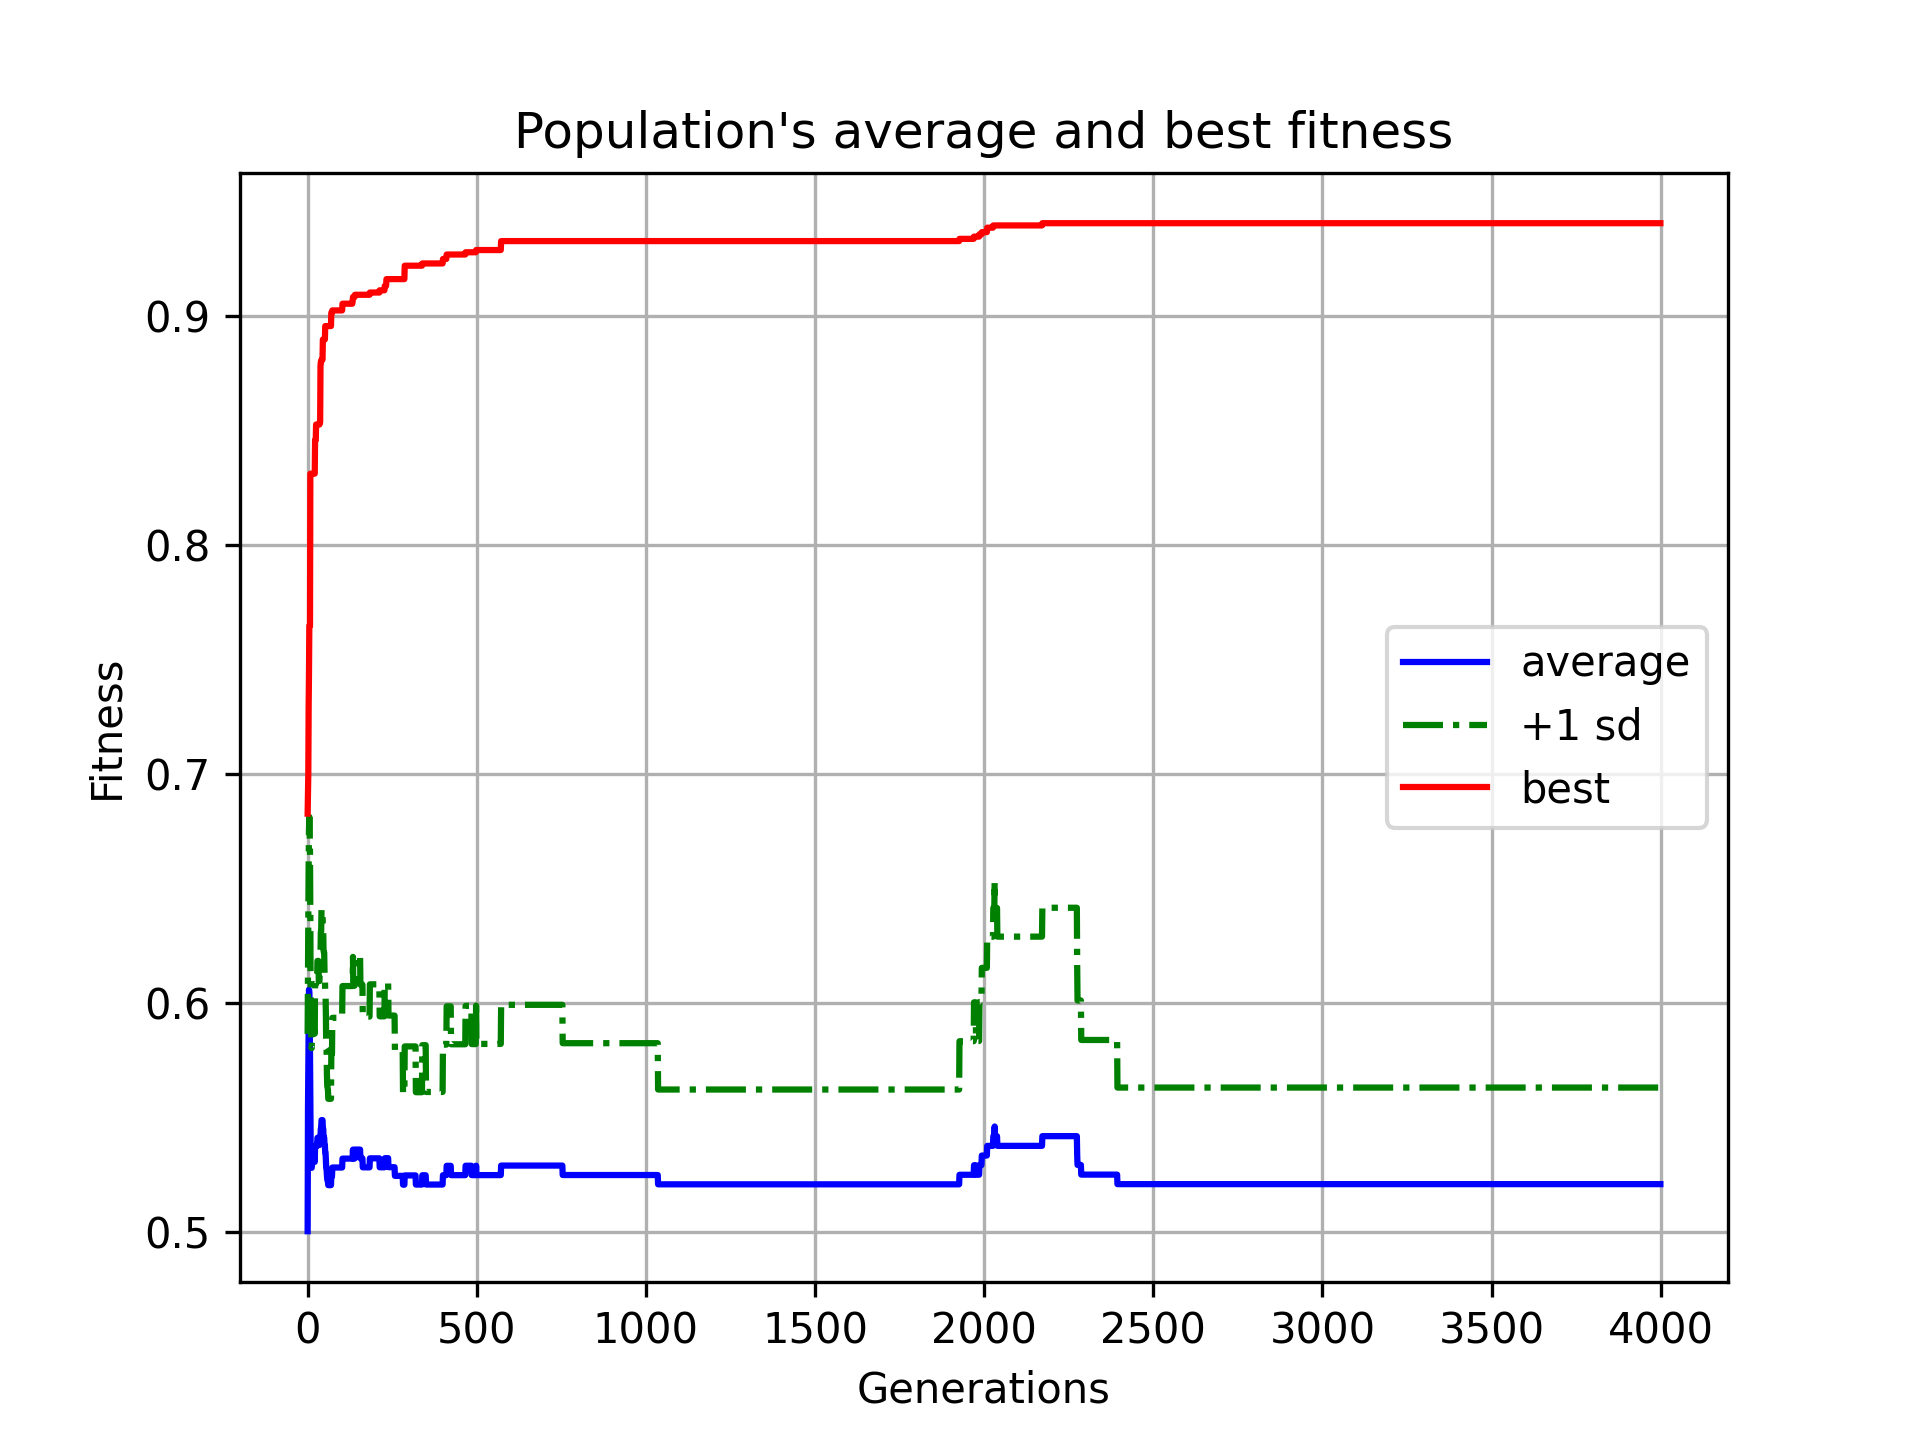 Population's average and best fitness
Fitness
0.9
0.8
0.7
0.6
0.5
average
+1 sd
best
0 500 1000 1500 2000 2500 3000 3500 4000
Generations